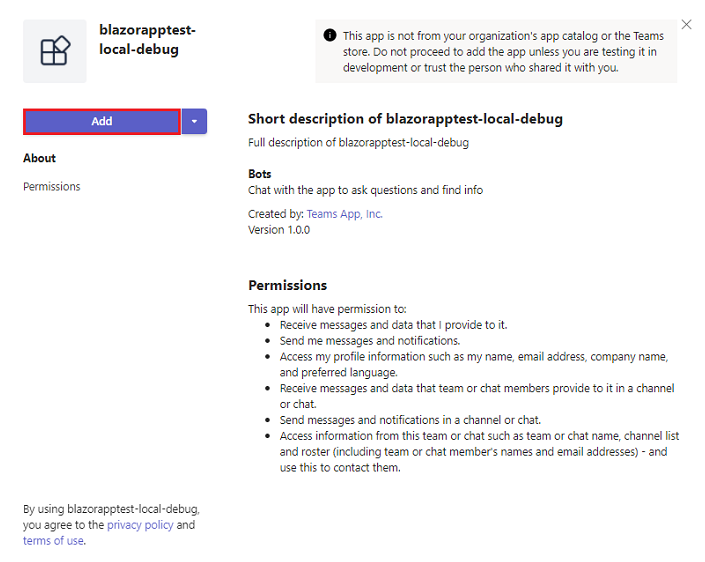 blazorapptest-
local-debug
This app is not from your organization's app catalog or the Teams
store. Do not proceed to add the app unless you are testing it in
development or trust the person who shared it with you.
Add
About
Permissions
Short description of blazorapptest-local-debug
Full description of blazorapptest-local-debug
Bots
Chat with the app to ask questions and find info
Created by: Teams App, Inc.
Version 1.0.0
Permissions
This app will have permission to:
• Receive messages and data that I provide to it.
• Send me messages and notifications.
• Access my profile information such as my name, email address, company name,
and preferred language.
• Receive messages and data that team or chat members provide to it in a channel
or chat.
• Send messages and notifications in a channel or chat.
• Access information from this team or chat such as team or chat name, channel list
and roster (including team or chat member's names and email addresses) - and
use this to contact them.
By using blazorapptest-local-debug,
you agree to the privacy policy and
terms of use.